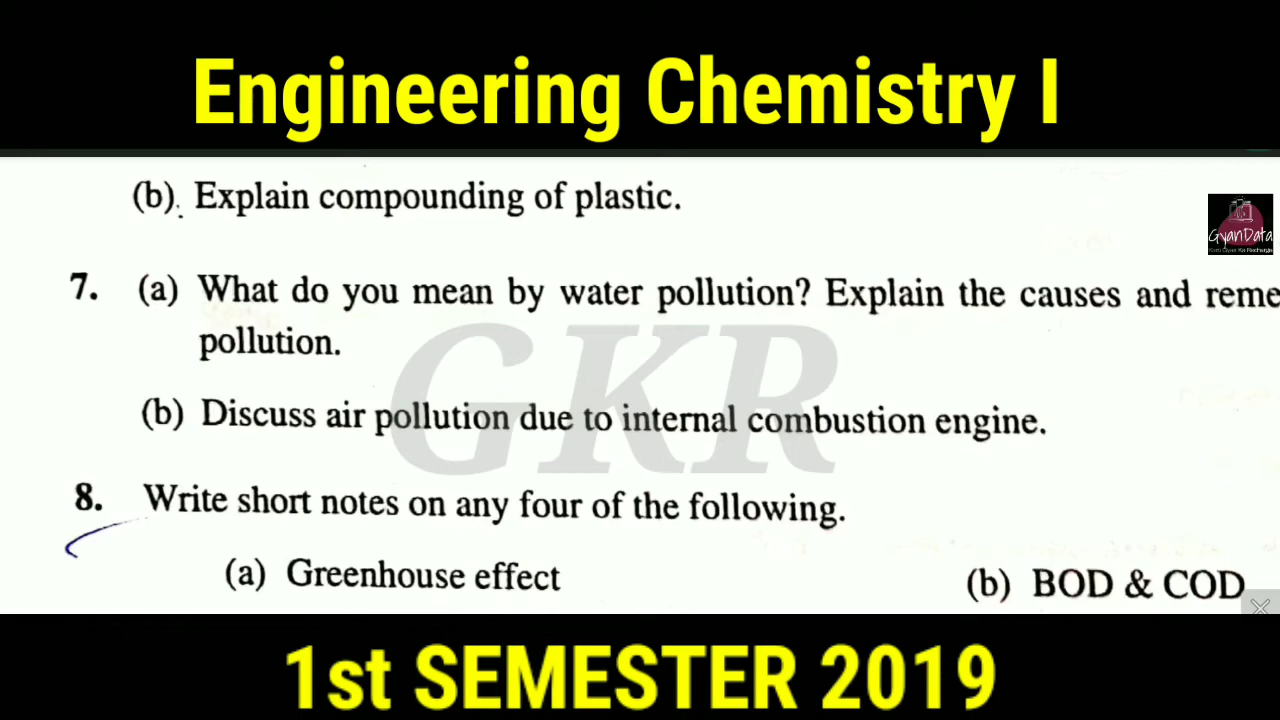 Engineering Chemistry I
(b). Explain compounding of plastic.
GyanData
7. (a) What do you mean by water pollution? Explain the causes and reme
pollution.
GKR
(b) Discuss air pollution due to internal combustion engine.
8. Write short notes on any four of the following.
(a) Greenhouse effect (b) BOD & COD
1st SEMESTER 2019